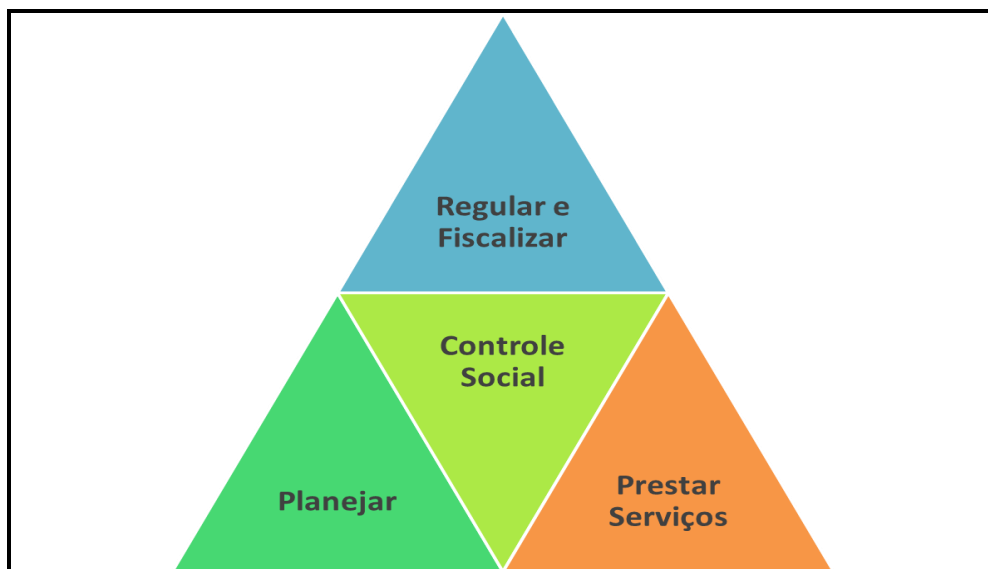 Regular e
Fiscalizar
Controle
Social
Planejar
Prestar
Serviços